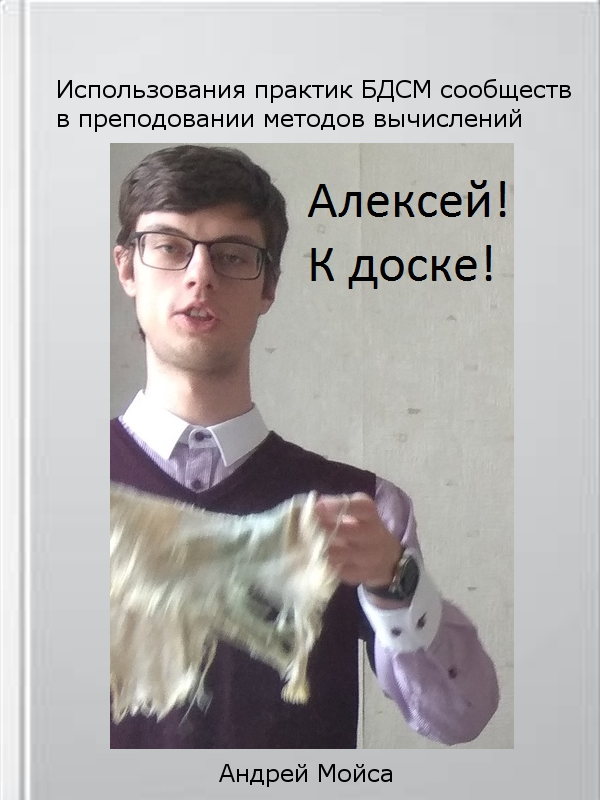 Использования практик БДСМ сообществ
в преподовании методов вычислений
Алексей!
К доске!
Андрей Мойса